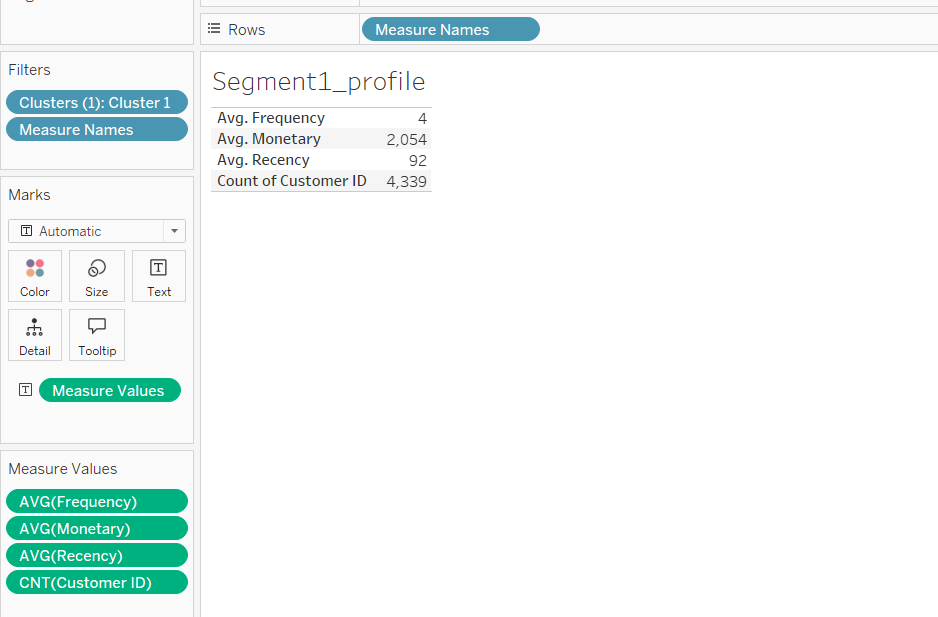 Rows
Measure Names
Filters
Clusters (1): Cluster 1
Measure Names
Marks
Automatic
Color
Size
Text
Detail
Tooltip
Measure Values
Measure Values
AVG(Frequency)
AVG(Monetary)
AVG(Recency)
CNT(Customer ID)
Segment1_profile
Avg. Frequency 4
Avg. Monetary 2,054
Avg. Recency 92
Count of Customer ID 4,339